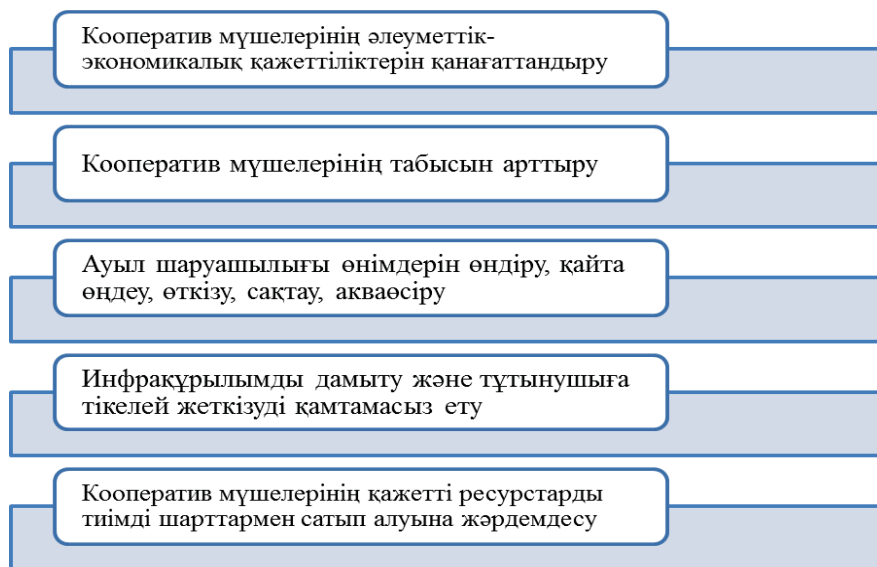 Кооператив мүшелерінің әлеуметтік-
экономикалық қажеттіліктерін қанағаттандыру
Кооператив мүшелерінің табысын арттыру
Ауыл шаруашылығы өнімдерін өндіру, қайта
өңдеу, өткізу, сақтау, акваөсіру
Инфрақұрылымды дамыту және тұтынушыға
тікелей жеткізуді қамтамасыз ету
Кооператив мүшелерінің қажетті ресурстарды
тиімді шарттармен сатып алуына жәрдемдесу